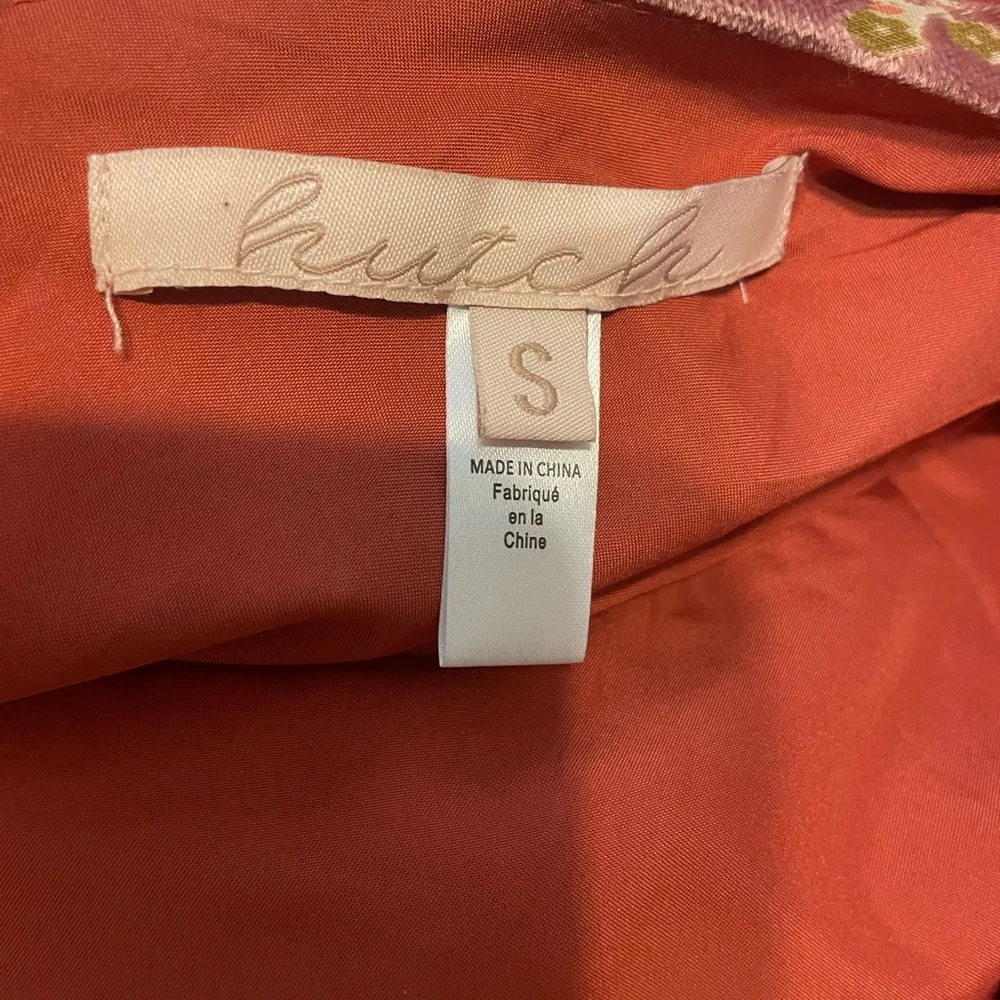 hutch
S
MADE IN CHINA
Fabriqué
en la
Chine